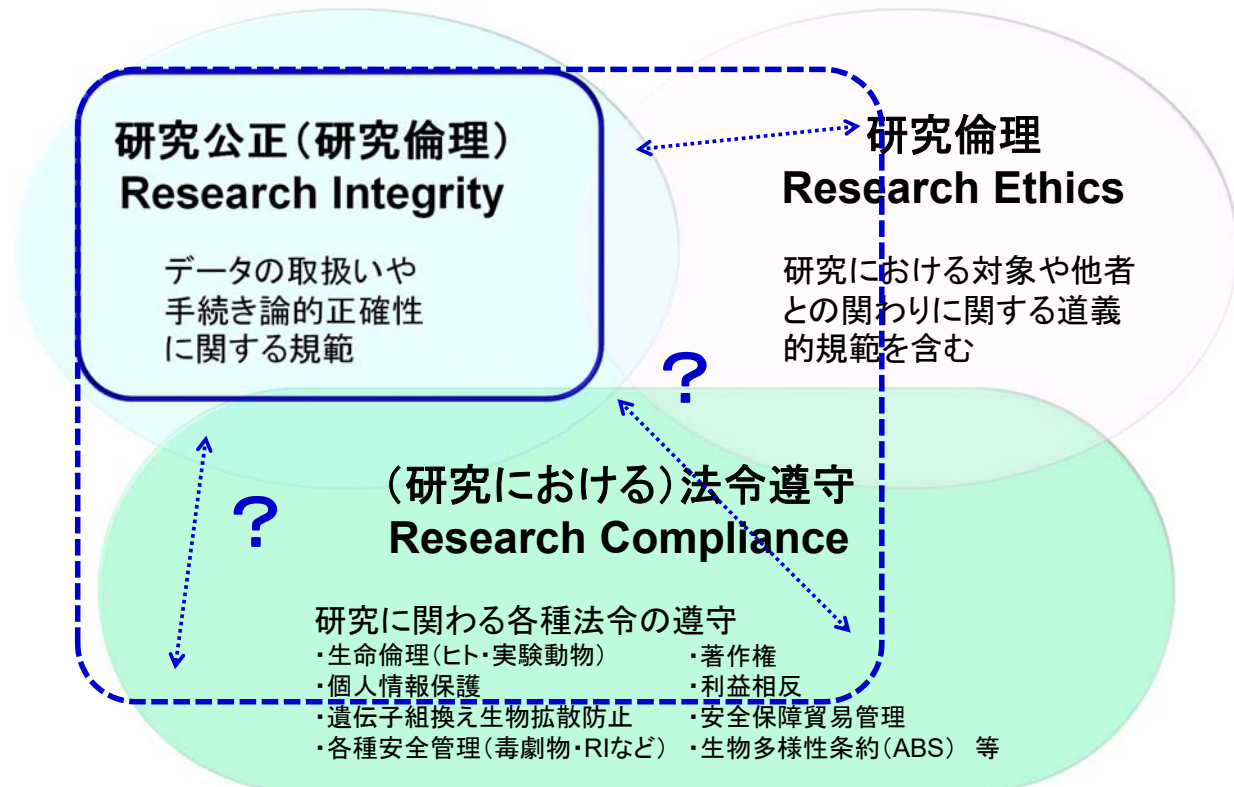 研究公正(研究倫理)
Research Integrity
データの取扱いや
手続き論的正確性
に関する規範
研究倫理
Research Ethics
研究における対象や他者
との関わりに関する道義
的規範を含む
?
?
(研究における)法令遵守
Research Compliance
研究に関わる各種法令の遵守
・生命倫理(ヒト・実験動物) ・著作権
・個人情報保護 ・利益相反
・遺伝子組換え生物拡散防止 ・安全保障貿易管理
・各種安全管理(毒劇物・RIなど) ・生物多様性条約(ABS) 等